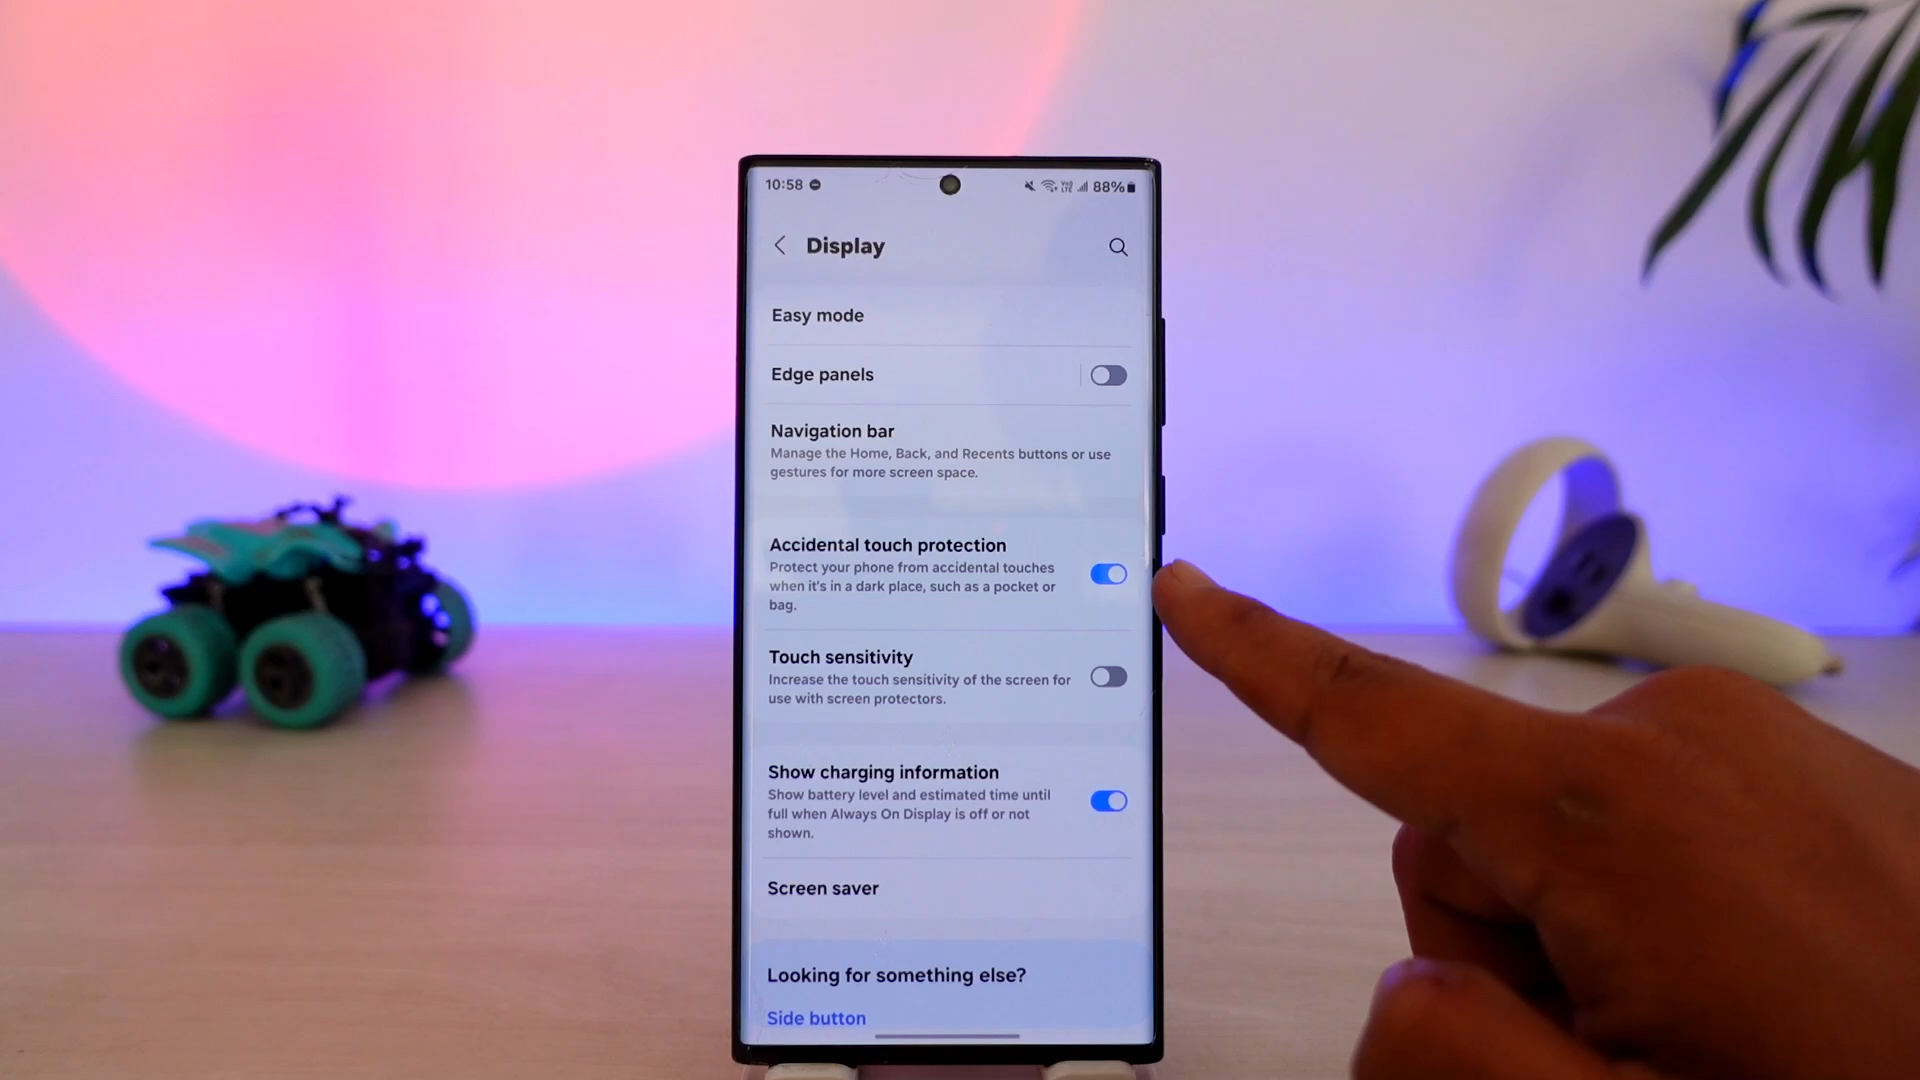 10:58
Vo) LTE 88%
Display
Easy mode
Edge panels
Navigation bar
Manage the Home, Back, and Recents buttons or use
gestures for more screen space.
Accidental touch protection
Protect your phone from accidental touches
when it's in a dark place, such as a pocket or
bag.
Touch sensitivity
Increase the touch sensitivity of the screen for
use with screen protectors.
Show charging information
Show battery level and estimated time until
full when Always On Display is off or not
shown.
Screen saver
Looking for something else?
Side button